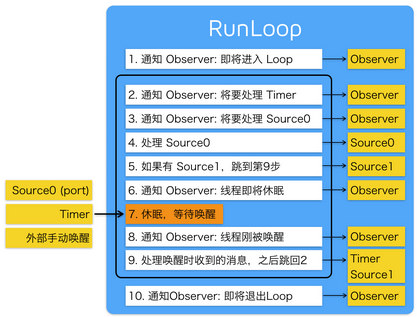 RunLoop
1. 通知 Observer: 即将进入 Loop
Observer
2. 通知 Observer: 将要处理 Timer
Observer
3. 通知 Observer: 将要处理 Source0
Observer
4. 处理 Source0
Source0
5. 如果有 Source1，跳到第9步
Source1
6. 通知 Observer: 线程即将休眠
Observer
Source0 (port)
Timer
外部手动唤醒
7. 休眠，等待唤醒
8. 通知 Observer: 线程刚被唤醒
Observer
9. 处理唤醒时收到的消息，之后跳回2
Timer
Source1
10. 通知Observer: 即将退出Loop
Observer